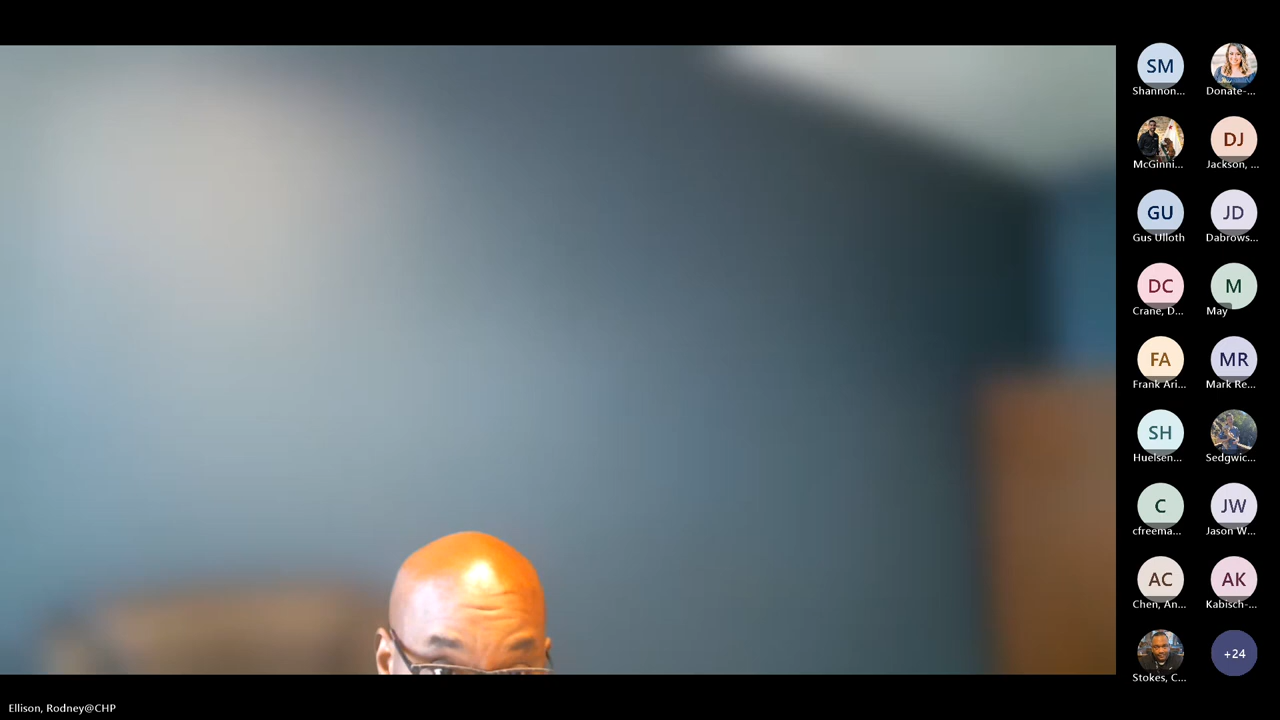 SM
Shannon...
Donate-...
McGinni...
DJ
Jackson, ...
GU
Gus Ulloth
JD
Dabrows...
DC
Crane, D...
M
May
FA
Frank Ari...
MR
Mark Re...
SH
Huelsen...
Sedgwic...
C
cfreema...
JW
Jason W...
AC
Chen, An...
AK
Kabisch-...
Stokes, C...
+24
Ellison, Rodney@CHP